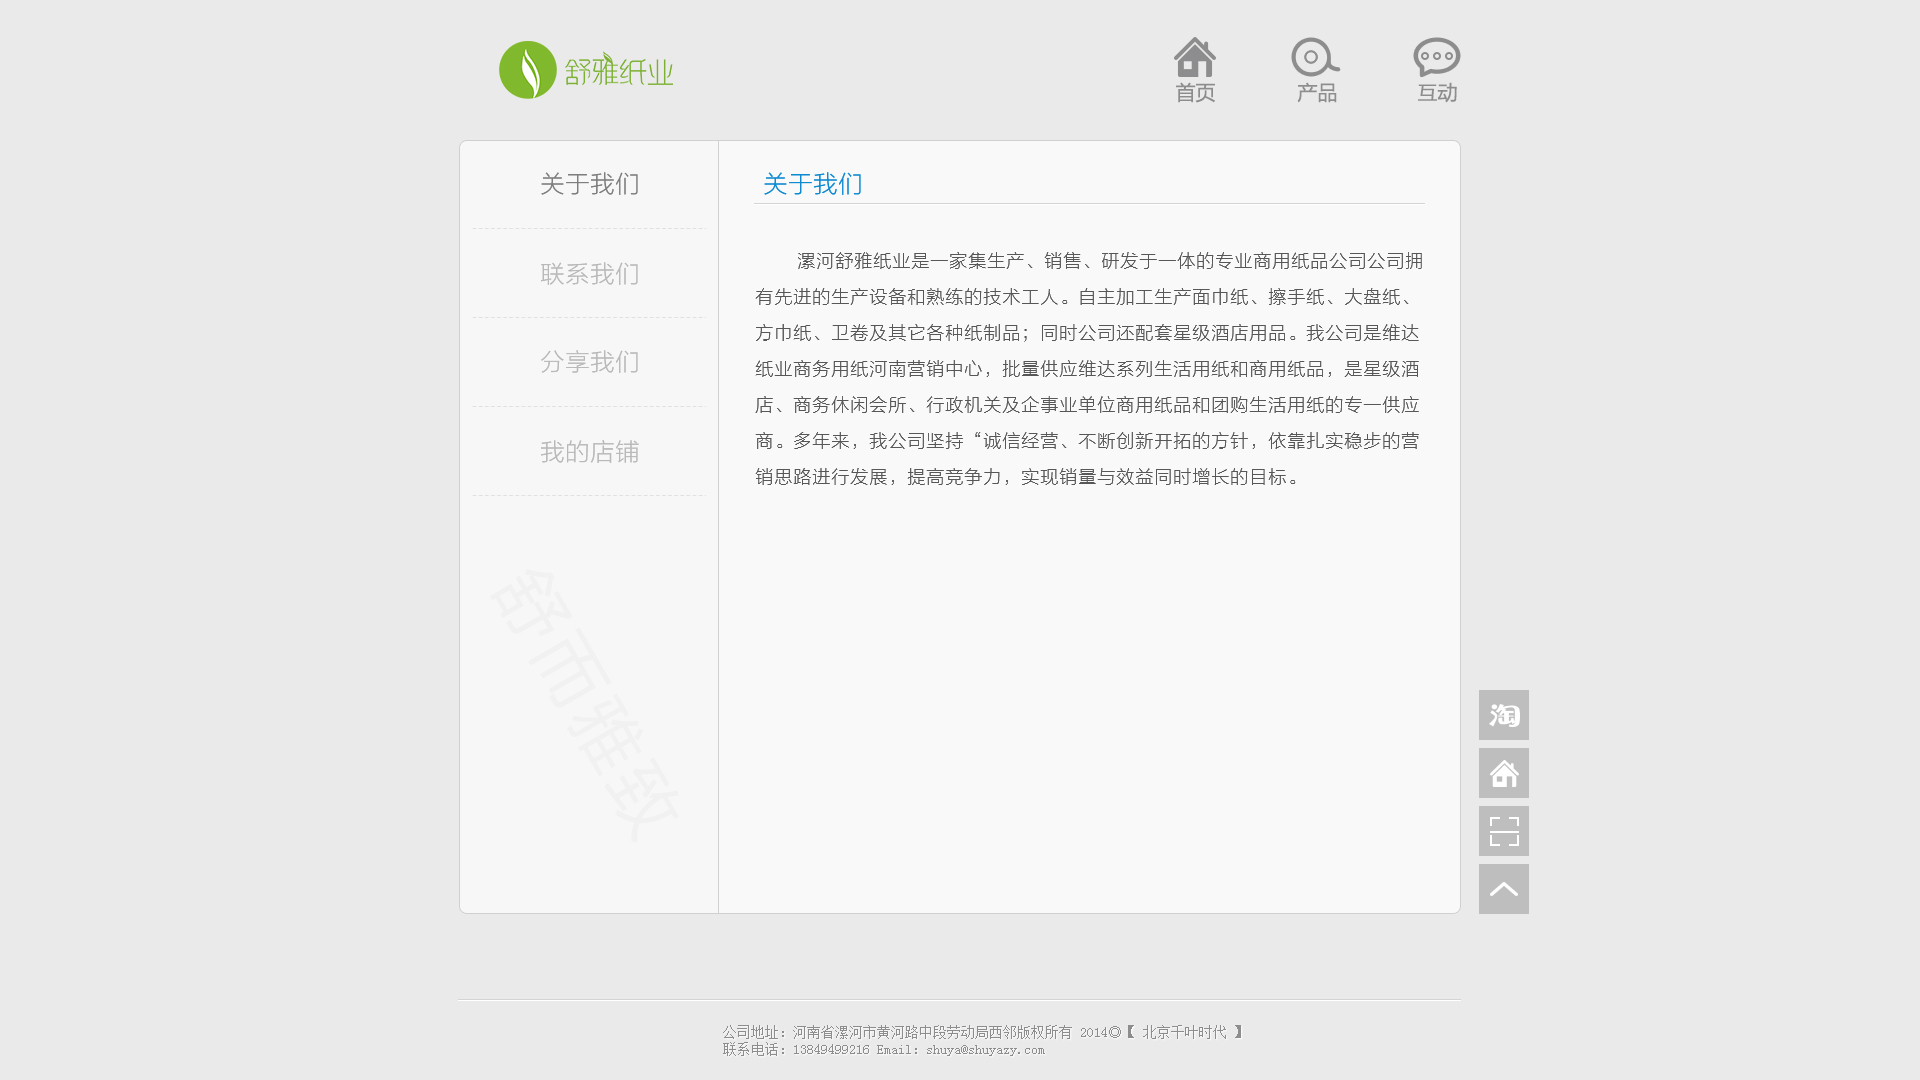 舒雅纸业
首页
产品
互动
关于我们
联系我们
分享我们
我的店铺
舒而雅致
关于我们
漯河舒雅纸业是一家集生产、销售、研发于一体的专业商用纸品公司公司拥
有先进的生产设备和熟练的技术工人。自主加工生产面巾纸、擦手纸、大盘纸、
方巾纸、卫卷及其它各种纸制品；同时公司还配套星级酒店用品。我公司是维达
纸业商务用纸河南营销中心，批量供应维达系列生活用纸和商用纸品，是星级酒
店、商务休闲会所、行政机关及企事业单位商用纸品和团购生活用纸的专一供应
商。多年来，我公司坚持“诚信经营、不断创新开拓的方针，依靠扎实稳步的营
销思路进行发展，提高竞争力，实现销量与效益同时增长的目标。
淘
公司地址：河南省漯河市黄河路中段劳动局西邻版权所有 2014◎【 北京千叶时代 】
联系电话：13849499216 Email：shuya@shuyazy.com